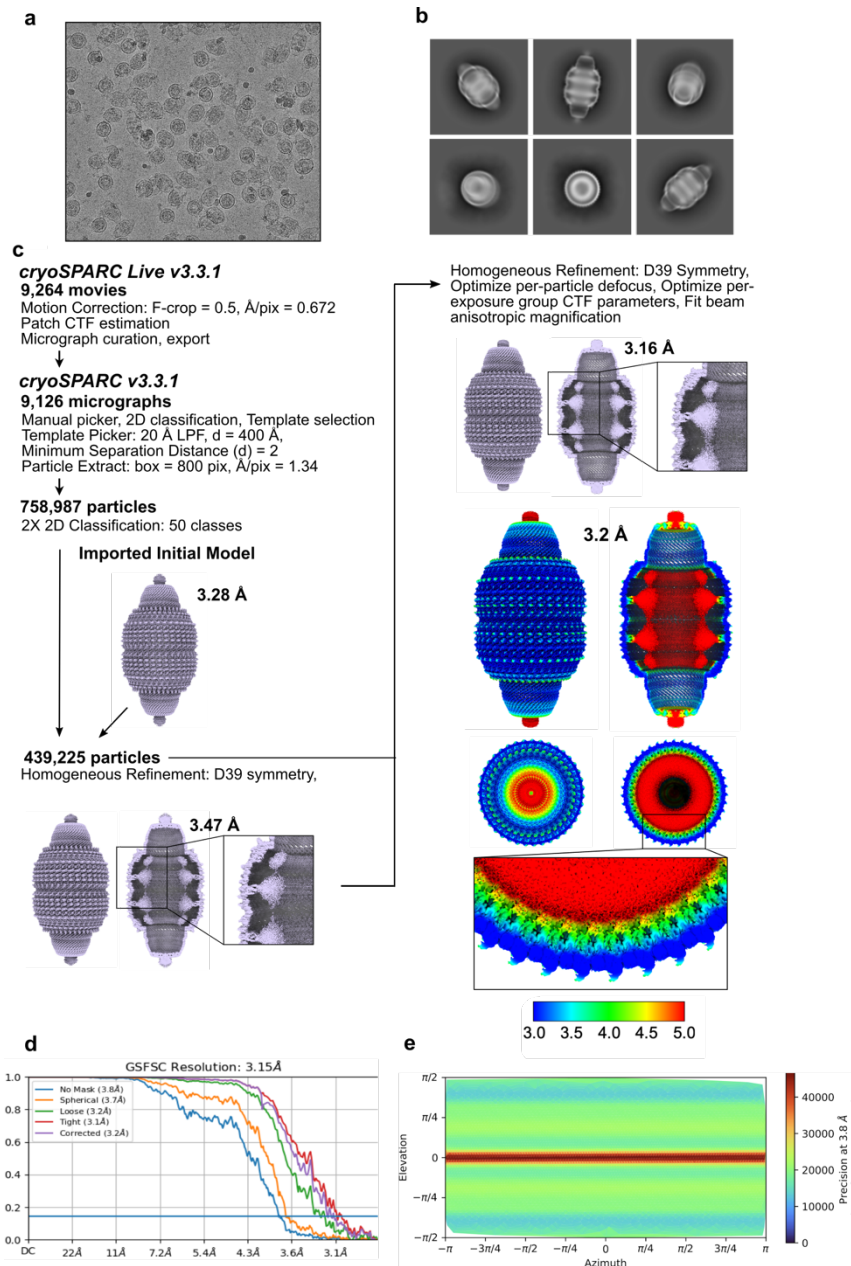 a
b
c
cryoSPARC Live v3.3.1
9,264 movies
Motion Correction: F-crop = 0.5, Å/pix = 0.672
Patch CTF estimation
Micrograph curation, export
cryoSPARC v3.3.1
9,126 micrographs
Manual picker, 2D classification, Template selection
Template Picker: 20 Å LPF, d = 400 Å,
Minimum Separation Distance (d) = 2
Particle Extract: box = 800 pix, Å/pix = 1.34
758,987 particles
2X 2D Classification: 50 classes
Imported Initial Model
3.28 Å
439,225 particles
Homogeneous Refinement: D39 symmetry,
3.47 Å
Homogeneous Refinement: D39 Symmetry,
Optimize per-particle defocus, Optimize per-
exposure group CTF parameters, Fit beam
anisotropic magnification
3.16 Å
3.2 Å
3.0 3.5 4.0 4.5 5.0
d
GSFSC Resolution: 3.15Å
No Mask (3.8Å)
Spherical (3.7Å)
Loose (3.2Å)
Tight (3.1Å)
Corrected (3.2Å)
1.0
0.8
0.6
0.4
0.2
0.0
DC 22Å 11Å 7.2Å 5.4Å 4.3Å 3.6Å 3.1Å
e
Elevation
π/2
π/4
0
−π/4
−π/2
−π −3π/4 −π/2 −π/4 0 π/4 π/2 3π/4 π
Azimuth
40000
30000
20000
10000
0
Precision at 3.8 Å